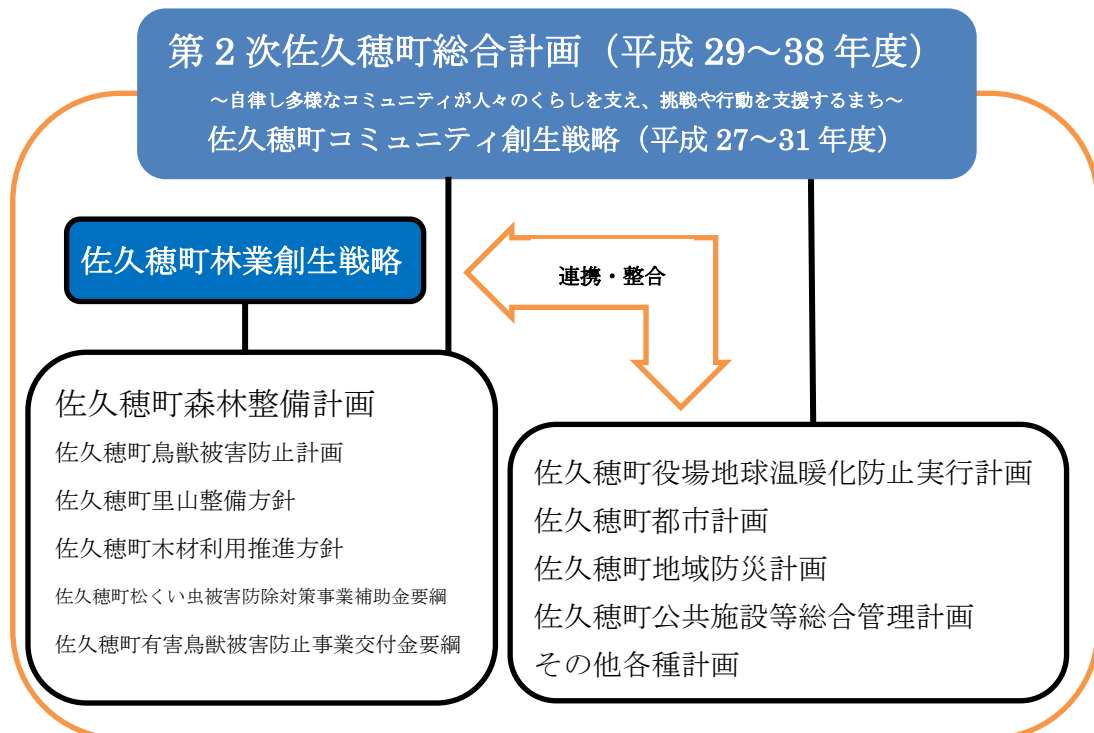 第2次佐久穂町総合計画（平成29～38年度）
～自律し多様なコミュニティが人々のくらしを支え、挑戦や行動を支援するまち～
佐久穂町コミュニティ創生戦略（平成27～31年度）
佐久穂町林業創生戦略
連携・整合
佐久穂町森林整備計画
佐久穂町鳥獣被害防止計画
佐久穂町里山整備方針
佐久穂町木材利用推進方針
佐久穂町松くい虫被害防除対策事業補助金要綱
佐久穂町有害鳥獣被害防止事業交付金要綱
佐久穂町役場地球温暖化防止実行計画
佐久穂町都市計画
佐久穂町地域防災計画
佐久穂町公共施設等総合管理計画
その他各種計画